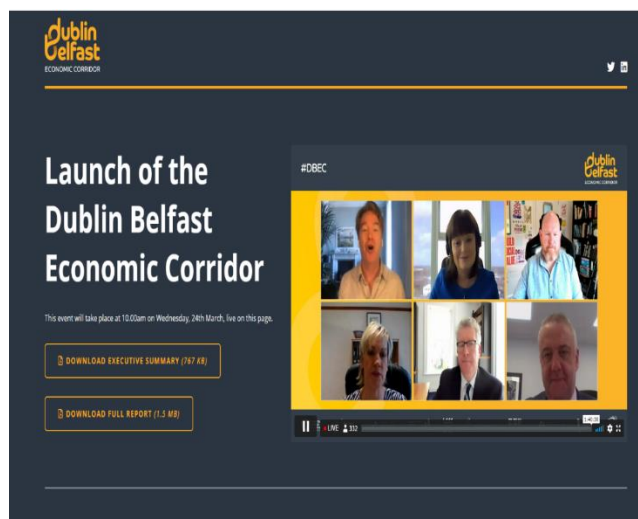 dublin
belfast
ECONOMIC CORRIDOR
Launch of the
Dublin Belfast
Economic Corridor
This event will take place at 10.00am on Wednesday, 24th March, live on this page.
DOWNLOAD EXECUTIVE SUMMARY (767 KB)
DOWNLOAD FULL REPORT (1.5 MB)
#DBEC
dublin
belfast
ECONOMIC CORRIDOR
LIVE 332